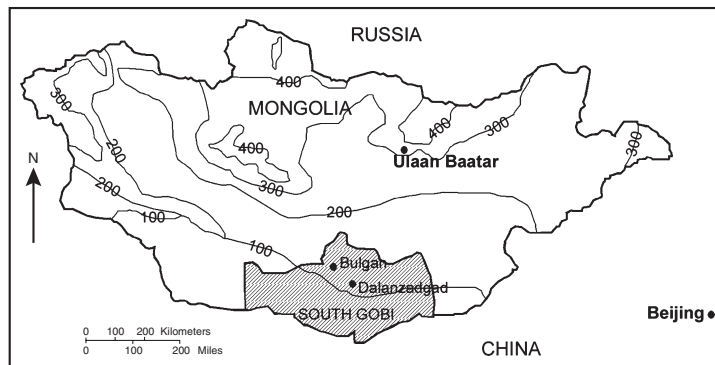 RUSSIA
400
MONGOLIA
300
400
300
400
300
Ulaan Baatar
200
N
300
200
200
100
100
Bulgan
Dalanzadgad
SOUTH GOBI
Beijing
0 100 200 Kilometers
0 100 200 Miles
CHINA